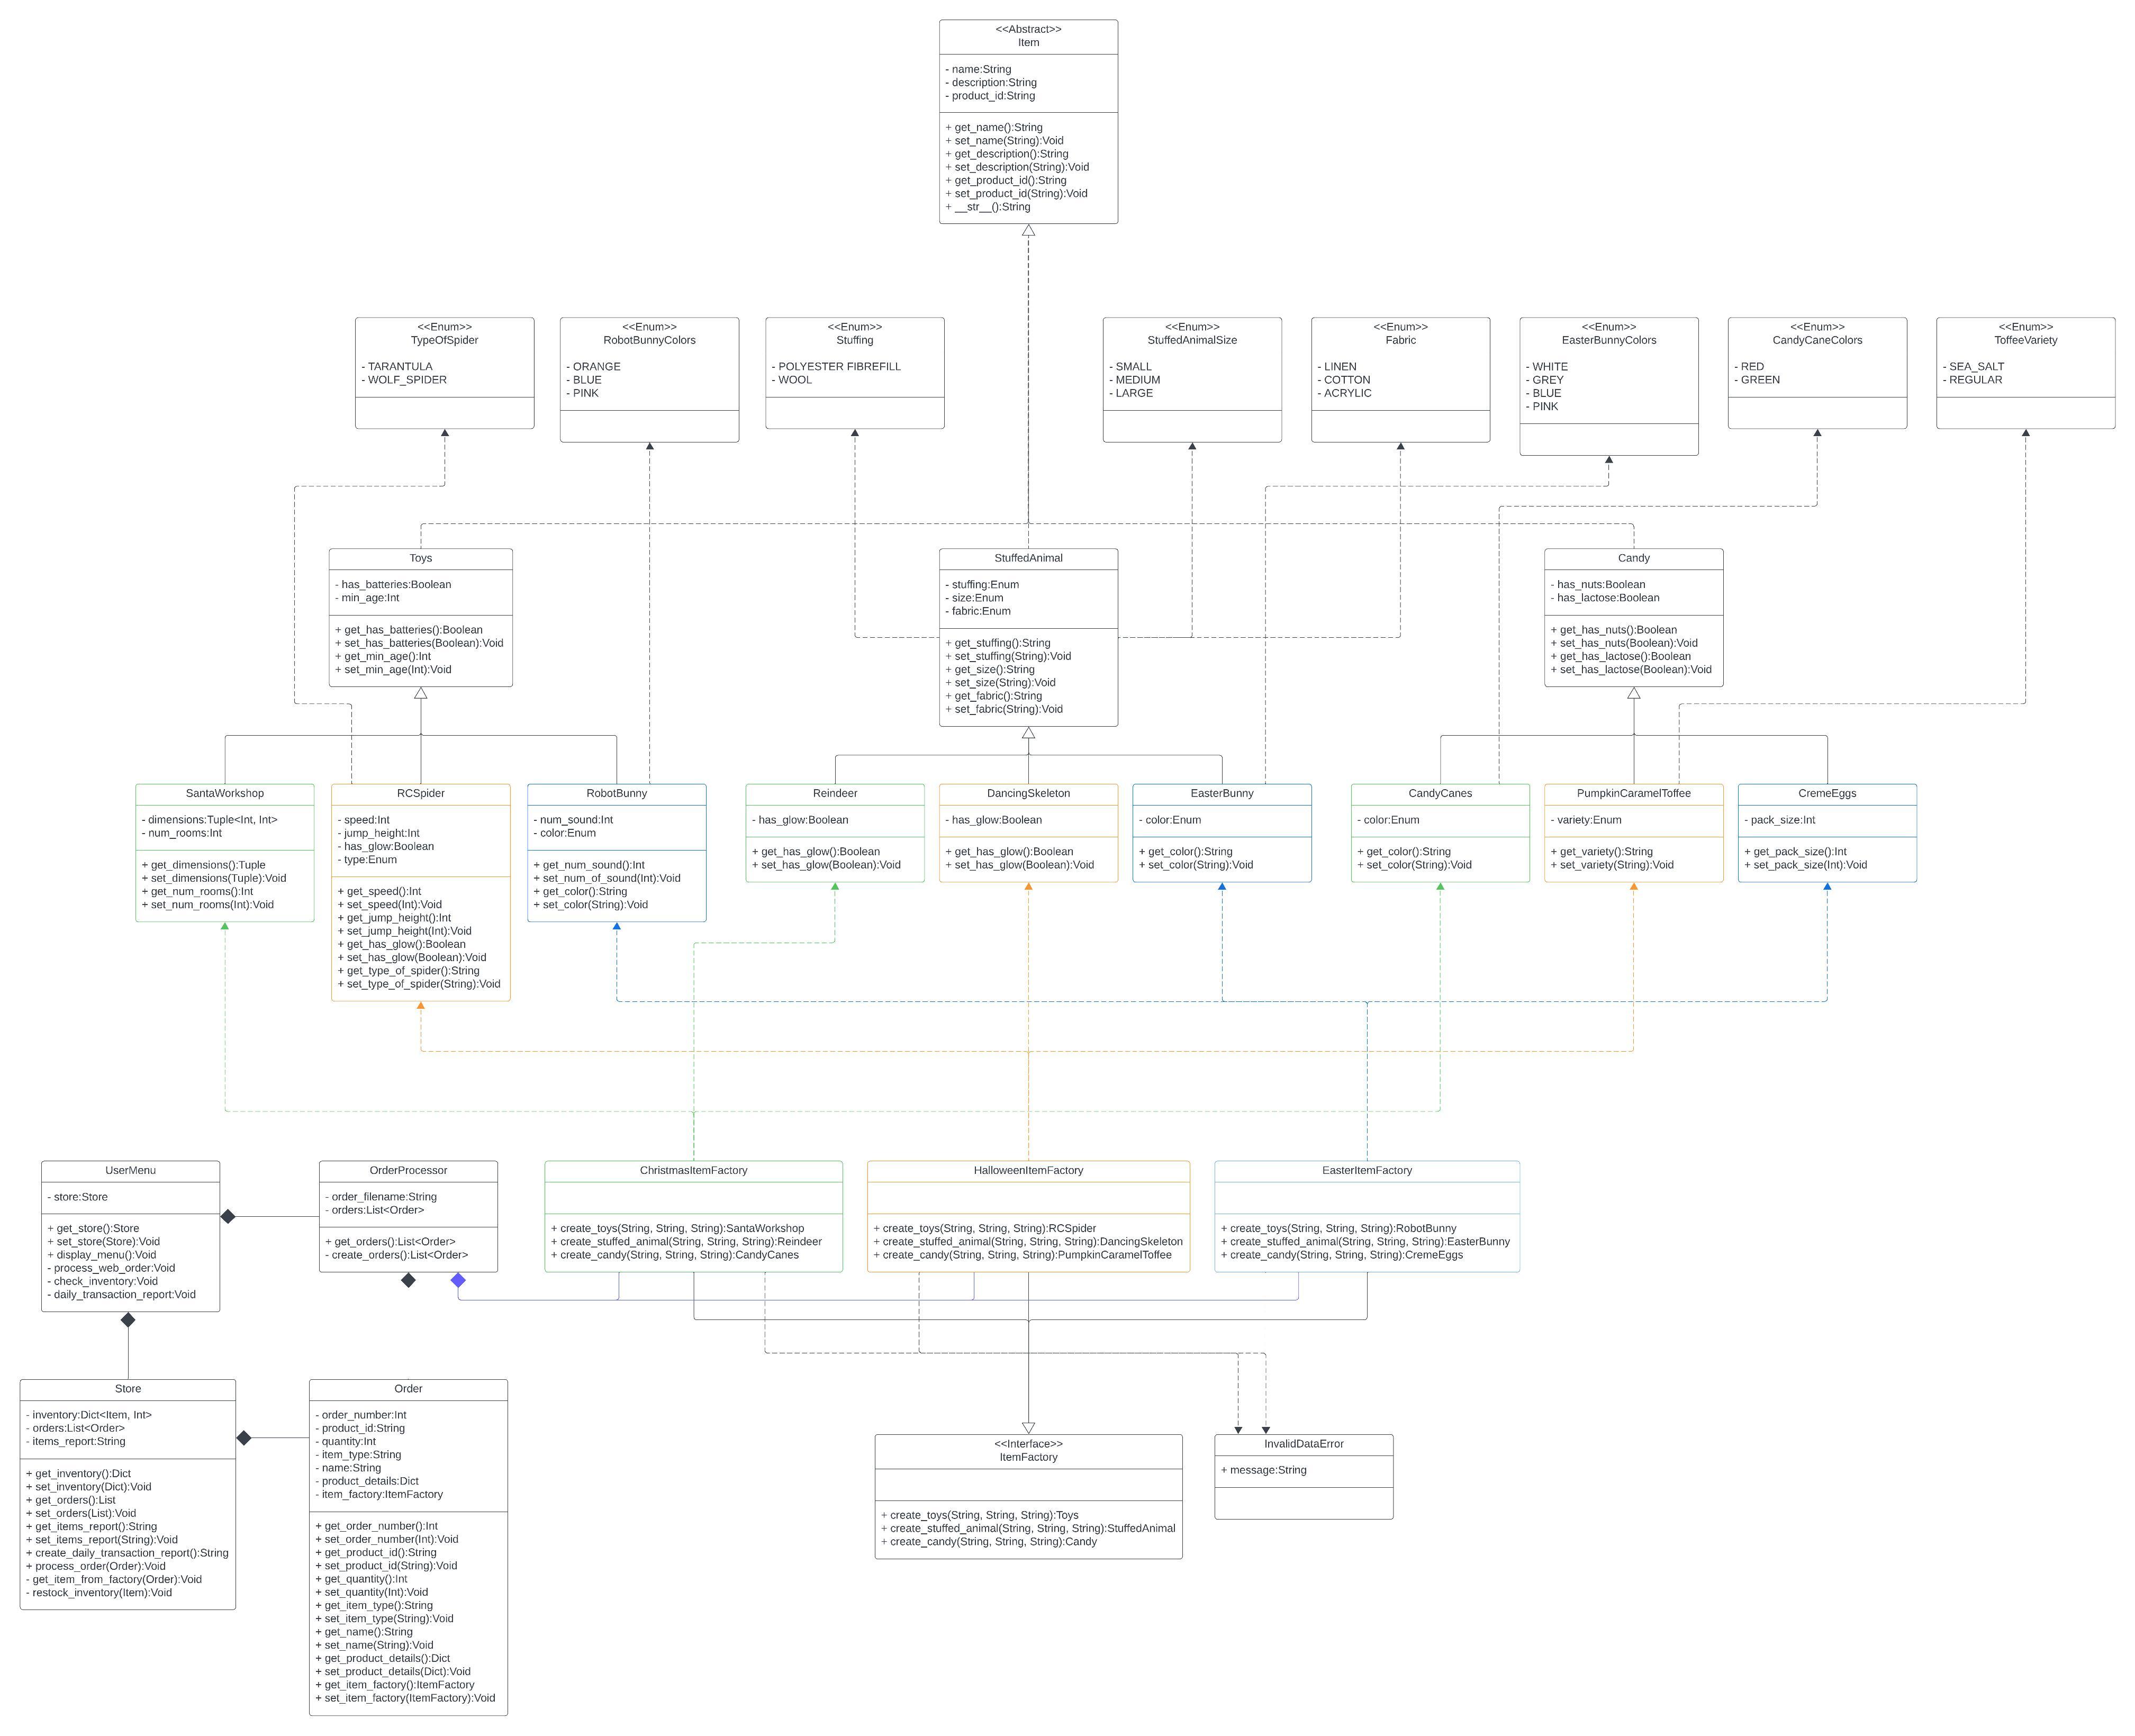 <<Abstract>>
Item
- name:String
- description:String
- product_id:String
+ get_name():String
+ set_name(String):Void
+ get_description():String
+ set_description(String):Void
+ get_product_id():String
+ set_product_id(String):Void
+ __str__():String
<<Enum>>
TypeOfSpider
- TARANTULA
- WOLF_SPIDER
<<Enum>>
RobotBunnyColors
- ORANGE
- BLUE
- PINK
<<Enum>>
Stuffing
- POLYESTER FIBREFILL
- WOOL
<<Enum>>
StuffedAnimalSize
- SMALL
- MEDIUM
- LARGE
<<Enum>>
Fabric
- LINEN
- COTTON
- ACRYLIC
<<Enum>>
EasterBunnyColors
- WHITE
- GREY
- BLUE
- PINK
<<Enum>>
CandyCaneColors
- RED
- GREEN
<<Enum>>
ToffeeVariety
- SEA_SALT
- REGULAR
Toys
- has_batteries:Boolean
- min_age:Int
+ get_has_batteries():Boolean
+ set_has_batteries(Boolean):Void
+ get_min_age():Int
+ set_min_age(Int):Void
StuffedAnimal
- stuffing:Enum
- size:Enum
- fabric:Enum
+ get_stuffing():String
+ set_stuffing(String):Void
+ get_size():String
+ set_size(String):Void
+ get_fabric():String
+ set_fabric(String):Void
Candy
- has_nuts:Boolean
- has_lactose:Boolean
+ get_has_nuts():Boolean
+ set_has_nuts(Boolean):Void
+ get_has_lactose():Boolean
+ set_has_lactose(Boolean):Void
SantaWorkshop
- dimensions:Tuple<Int, Int>
- num_rooms:Int
+ get_dimensions():Tuple
+ set_dimensions(Tuple):Void
+ get_num_rooms():Int
+ set_num_rooms(Int):Void
RCSpider
- speed:Int
- jump_height:Int
- has_glow:Boolean
- type:Enum
+ get_speed():Int
+ set_speed(Int):Void
+ get_jump_height():Int
+ set_jump_height(Int):Void
+ get_has_glow():Boolean
+ set_has_glow(Boolean):Void
+ get_type_of_spider():String
+ set_type_of_spider(String):Void
RobotBunny
- num_sound:Int
- color:Enum
+ get_num_sound():Int
+ set_num_of_sound(Int):Void
+ get_color():String
+ set_color(String):Void
Reindeer
- has_glow:Boolean
+ get_has_glow():Boolean
+ set_has_glow(Boolean):Void
DancingSkeleton
- has_glow:Boolean
+ get_has_glow():Boolean
+ set_has_glow(Boolean):Void
EasterBunny
- color:Enum
+ get_color():String
+ set_color(String):Void
CandyCanes
- color:Enum
+ get_color():String
+ set_color(String):Void
PumpkinCaramelToffee
- variety:Enum
+ get_variety():String
+ set_variety(String):Void
CremeEggs
- pack_size:Int
+ get_pack_size():Int
+ set_pack_size(Int):Void
UserMenu
- store:Store
+ get_store():Store
+ set_store(Store):Void
+ display_menu():Void
- process_web_order:Void
- check_inventory:Void
- daily_transaction_report:Void
OrderProcessor
- order_filename:String
- orders:List<Order>
+ get_orders():List<Order>
- create_orders():List<Order>
ChristmasItemFactory
+ create_toys(String, String, String):SantaWorkshop
+ create_stuffed_animal(String, String, String):Reindeer
+ create_candy(String, String, String):CandyCanes
HalloweenItemFactory
+ create_toys(String, String, String):RCSpider
+ create_stuffed_animal(String, String, String):DancingSkeleton
+ create_candy(String, String, String):PumpkinCaramelToffee
EasterItemFactory
+ create_toys(String, String, String):RobotBunny
+ create_stuffed_animal(String, String, String):EasterBunny
+ create_candy(String, String, String):CremeEggs
Store
- inventory:Dict<Item, Int>
- orders:List<Order>
- items_report:String
+ get_inventory():Dict
+ set_inventory(Dict):Void
+ get_orders():List
+ set_orders(List):Void
+ get_items_report():String
+ set_items_report(String):Void
+ create_daily_transaction_report():String
+ process_order(Order):Void
- get_item_from_factory(Order):Void
- restock_inventory(Item):Void
Order
- order_number:Int
- product_id:String
- quantity:Int
- item_type:String
- name:String
- product_details:Dict
- item_factory:ItemFactory
+ get_order_number():Int
+ set_order_number(Int):Void
+ get_product_id():String
+ set_product_id(String):Void
+ get_quantity():Int
+ set_quantity(Int):Void
+ get_item_type():String
+ set_item_type(String):Void
+ get_name():String
+ set_name(String):Void
+ get_product_details():Dict
+ set_product_details(Dict):Void
+ get_item_factory():ItemFactory
+ set_item_factory(ItemFactory):Void
<<Interface>>
ItemFactory
+ create_toys(String, String, String):Toys
+ create_stuffed_animal(String, String, String):StuffedAnimal
+ create_candy(String, String, String):Candy
InvalidDataError
+ message:String